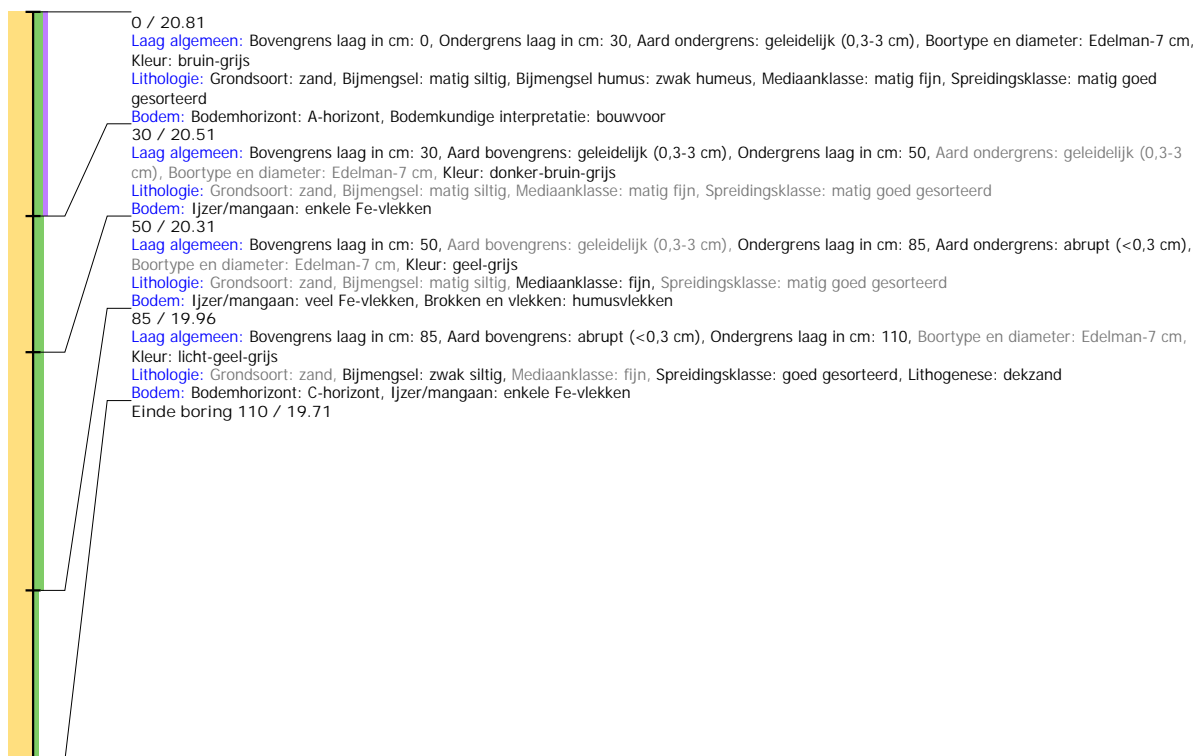 0 / 20.81
Laag algemeen: Bovengrens laag in cm: 0, Ondergrens laag in cm: 30, Aard ondergrens: geleidelijk (0,3-3 cm), Boortype en diameter: Edelman-7 cm,
Kleur: bruin-grijs
Lithologie: Grondsoort: zand, Bijmengsel: matig siltig, Bijmengsel humus: zwak humeus, Mediaanklasse: matig fijn, Spreidingsklasse: matig goed
gesorteerd
Bodem: Bodemhorizont: A-horizont, Bodemkundige interpretatie: bouwvoor
30 / 20.51
Laag algemeen: Bovengrens laag in cm: 30, Aard bovengrens: geleidelijk (0,3-3 cm), Ondergrens laag in cm: 50, Aard ondergrens: geleidelijk (0,3-3
cm), Boortype en diameter: Edelman-7 cm, Kleur: donker-bruin-grijs
Lithologie: Grondsoort: zand, Bijmengsel: matig siltig, Mediaanklasse: matig fijn, Spreidingsklasse: matig goed gesorteerd
Bodem: Ijzer/mangaan: enkele Fe-vlekken
50 / 20.31
Laag algemeen: Bovengrens laag in cm: 50, Aard bovengrens: geleidelijk (0,3-3 cm), Ondergrens laag in cm: 85, Aard ondergrens: abrupt (<0,3 cm),
Boortype en diameter: Edelman-7 cm, Kleur: geel-grijs
Lithologie: Grondsoort: zand, Bijmengsel: matig siltig, Mediaanklasse: fijn, Spreidingsklasse: matig goed gesorteerd
Bodem: Ijzer/mangaan: veel Fe-vlekken, Brokken en vlekken: humusvlekken
85 / 19.96
Laag algemeen: Bovengrens laag in cm: 85, Aard bovengrens: abrupt (<0,3 cm), Ondergrens laag in cm: 110, Boortype en diameter: Edelman-7 cm,
Kleur: licht-geel-grijs
Lithologie: Grondsoort: zand, Bijmengsel: zwak siltig, Mediaanklasse: fijn, Spreidingsklasse: goed gesorteerd, Lithogenese: dekzand
Bodem: Bodemhorizont: C-horizont, Ijzer/mangaan: enkele Fe-vlekken
Einde boring 110 / 19.71